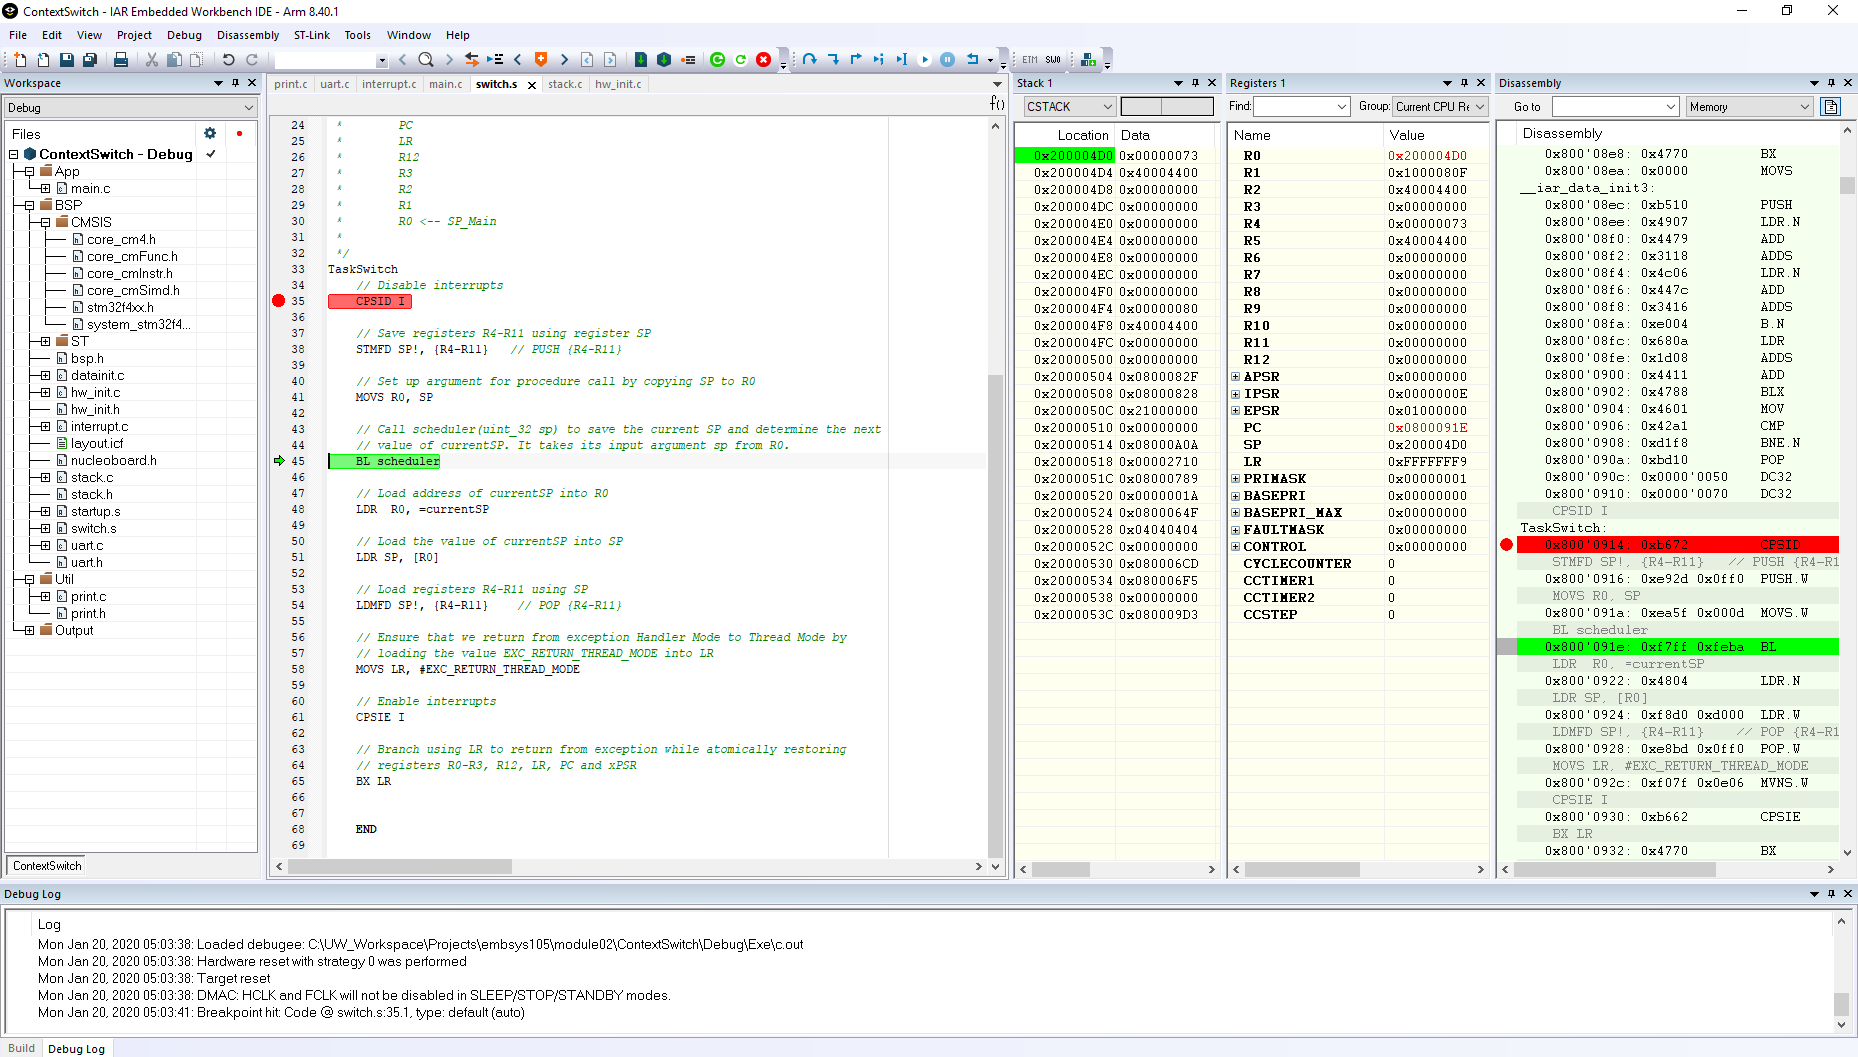 ContextSwitch - IAR Embedded Workbench IDE - Arm 8.40.1
File Edit View Project Debug Disassembly ST-Link Tools Window Help
Workspace
Debug
Files
ContextSwitch - Debug
App
main.c
BSP
CMSIS
core_cm4.h
core_cmFunc.h
core_cmInstr.h
core_cmSimd.h
stm32f4xx.h
system_stm32f4...
ST
bsp.h
datainit.c
hw_init.c
hw_init.h
interrupt.c
layout.icf
nucleoboard.h
stack.c
stack.h
startup.s
switch.s
uart.c
uart.h
Util
print.c
print.h
Output
ContextSwitch
print.c uart.c interrupt.c main.c switch.s stack.c hw_init.c
f()
24 * PC
25 * LR
26 * R12
27 * R3
28 * R2
29 * R1
30 * R0 <-- SP_Main
31 *
32 */
33 TaskSwitch
34 // Disable interrupts
35 CPSID I
36
37 // Save registers R4-R11 using register SP
38 STMFD SP!, {R4-R11} // PUSH {R4-R11}
39
40 // Set up argument for procedure call by copying SP to R0
41 MOVS R0, SP
42
43 // Call scheduler(uint_32 sp) to save the current SP and determine the next
44 // value of currentSP. It takes its input argument sp from R0.
45 BL scheduler
46
47 // Load address of currentSP into R0
48 LDR R0, =currentSP
49
50 // Load the value of currentSP into SP
51 LDR SP, [R0]
52
53 // Load registers R4-R11 using SP
54 LDMFD SP!, {R4-R11} // POP {R4-R11}
55
56 // Ensure that we return from exception Handler Mode to Thread Mode by
57 // loading the value EXC_RETURN_THREAD_MODE into LR
58 MOVS LR, #EXC_RETURN_THREAD_MODE
59
60 // Enable interrupts
61 CPSIE I
62
63 // Branch using LR to return from exception while atomically restoring
64 // registers R0-R3, R12, LR, PC and xPSR
65 BX LR
66
67
68 END
69
Stack 1
CSTACK
Location Data
0x200004D0 0x00000073
0x200004D4 0x40004400
0x200004D8 0x00000000
0x200004DC 0x00000000
0x200004E0 0x00000000
0x200004E4 0x00000000
0x200004E8 0x00000000
0x200004EC 0x00000000
0x200004F0 0x00000000
0x200004F4 0x00000080
0x200004F8 0x40004400
0x200004FC 0x00000000
0x20000500 0x00000000
0x20000504 0x0800082F
0x20000508 0x08000828
0x2000050C 0x21000000
0x20000510 0x00000000
0x20000514 0x08000A0A
0x20000518 0x00002710
0x2000051C 0x08000789
0x20000520 0x0000001A
0x20000524 0x0800064F
0x20000528 0x04040404
0x2000052C 0x00000000
0x20000530 0x080006CD
0x20000534 0x080006F5
0x20000538 0x00000000
0x2000053C 0x080009D3
Registers 1
Find: Group: Current CPU Re
Name Value
R0 0x200004D0
R1 0x1000080F
R2 0x40004400
R3 0x00000000
R4 0x00000073
R5 0x40004400
R6 0x00000000
R7 0x00000000
R8 0x00000000
R9 0x00000000
R10 0x00000000
R11 0x00000000
R12 0x00000000
APSR 0x00000000
IPSR 0x0000000E
EPSR 0x01000000
PC 0x0800091E
SP 0x200004D0
LR 0xFFFFFFF9
PRIMASK 0x00000001
BASEPRI 0x00000000
BASEPRI_MAX 0x00000000
FAULTMASK 0x00000000
CONTROL 0x00000000
CYCLECOUNTER 0
CCTIMER1 0
CCTIMER2 0
CCSTEP 0
Disassembly
Go to Memory
Disassembly
0x800'08e8: 0x4770 BX
0x800'08ea: 0x0000 MOVS
__iar_data_init3:
0x800'08ec: 0xb510 PUSH
0x800'08ee: 0x4907 LDR.N
0x800'08f0: 0x4479 ADD
0x800'08f2: 0x3118 ADDS
0x800'08f4: 0x4c06 LDR.N
0x800'08f6: 0x447c ADD
0x800'08f8: 0x3416 ADDS
0x800'08fa: 0xe004 B.N
0x800'08fc: 0x680a LDR
0x800'08fe: 0x1d08 ADDS
0x800'0900: 0x4411 ADD
0x800'0902: 0x4788 BLX
0x800'0904: 0x4601 MOV
0x800'0906: 0x42a1 CMP
0x800'0908: 0xd1f8 BNE.N
0x800'090a: 0xbd10 POP
0x800'090c: 0x0000'0050 DC32
0x800'0910: 0x0000'0070 DC32
CPSID I
TaskSwitch:
0x800'0914: 0xb672 CPSID
STMFD SP!, {R4-R11} // PUSH {R4-R1
0x800'0916: 0xe92d 0x0ff0 PUSH.W
MOVS R0, SP
0x800'091a: 0xea5f 0x000d MOVS.W
BL scheduler
0x800'091e: 0xf7ff 0xfeba BL
LDR R0, =currentSP
0x800'0922: 0x4804 LDR.N
LDR SP, [R0]
0x800'0924: 0xf8d0 0xd000 LDR.W
LDMFD SP!, {R4-R11} // POP {R4-R1
0x800'0928: 0xe8bd 0x0ff0 POP.W
MOVS LR, #EXC_RETURN_THREAD_MODE
0x800'092c: 0xf07f 0x0e06 MVNS.W
CPSIE I
0x800'0930: 0xb662 CPSIE
BX LR
0x800'0932: 0x4770 BX
Debug Log
Log
Mon Jan 20, 2020 05:03:38: Loaded debugee: C:\UW_Workspace\Projects\embsys105\module02\ContextSwitch\Debug\Exe\c.out
Mon Jan 20, 2020 05:03:38: Hardware reset with strategy 0 was performed
Mon Jan 20, 2020 05:03:38: Target reset
Mon Jan 20, 2020 05:03:38: DMAC: HCLK and FCLK will not be disabled in SLEEP/STOP/STANDBY modes.
Mon Jan 20, 2020 05:03:41: Breakpoint hit: Code @ switch.s:35.1, type: default (auto)
Build Debug Log